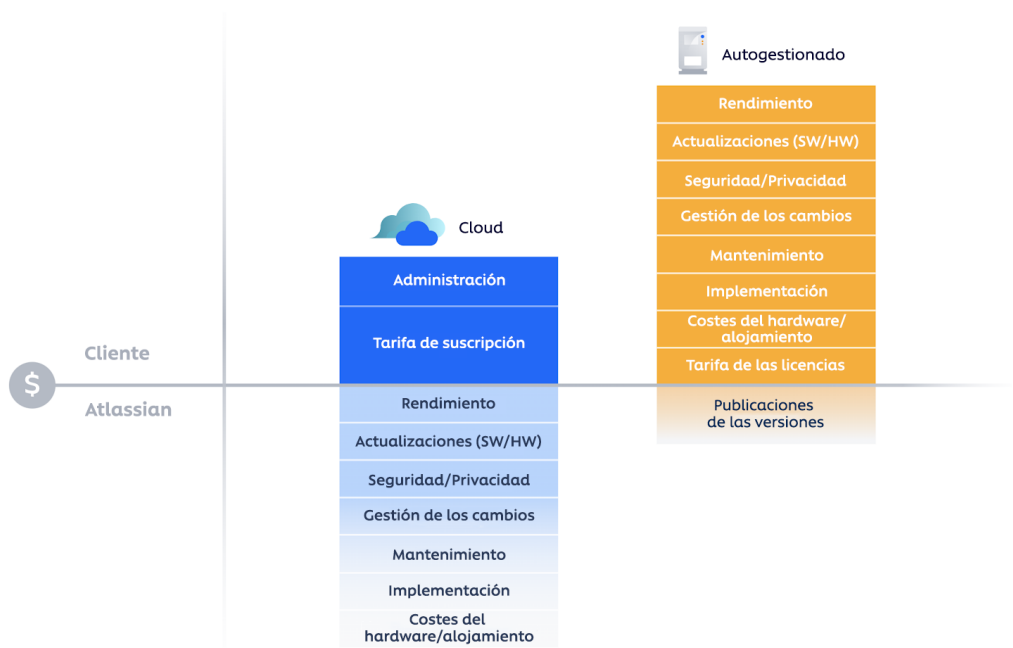 Autogestionado
Rendimiento
Actualizaciones (SW/HW)
Seguridad/Privacidad
Gestión de los cambios
Mantenimiento
Implementación
Costes del hardware/
alojamiento
Tarifa de las licencias
Publicaciones
de las versiones
Cloud
Administración
Tarifa de suscripción
Rendimiento
Actualizaciones (SW/HW)
Seguridad/Privacidad
Gestión de los cambios
Mantenimiento
Implementación
Costes del
hardware/alojamiento
Cliente
$
Atlassian